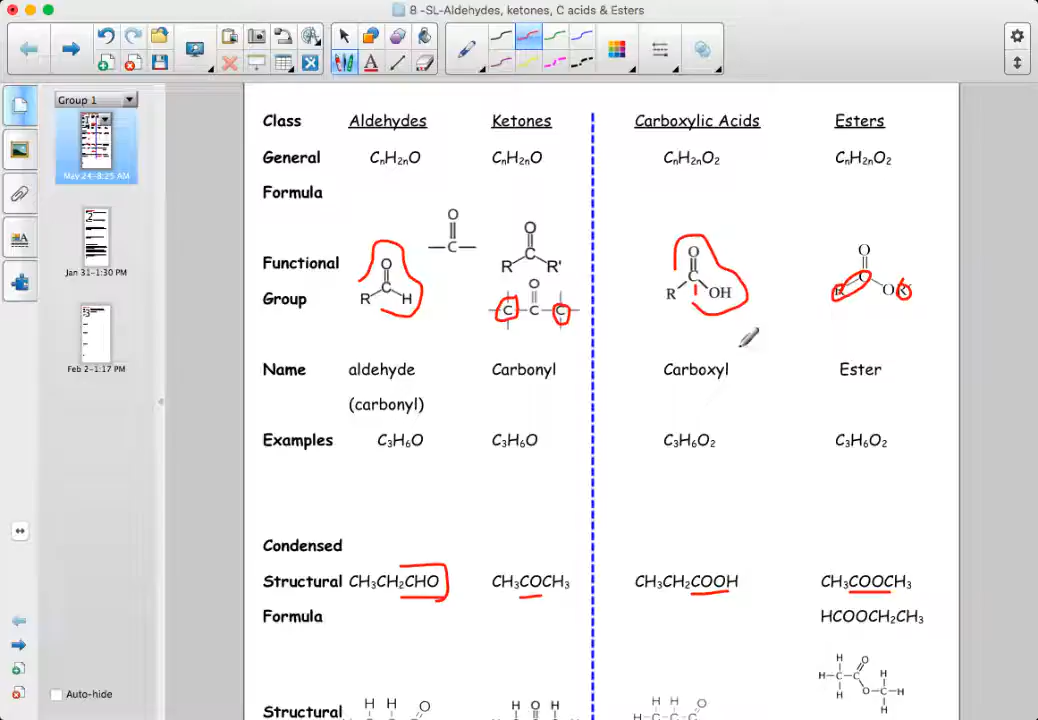 8 -SL-Aldehydes, ketones, C acids & Esters
Group 1
May 24-8:25 AM
2
Jan 31-1:30 PM
3
Feb 2-1:17 PM
Auto-hide
Class Aldehydes Ketones Carboxylic Acids Esters
General CₙH₂ₙO CₙH₂ₙO CₙH₂ₙO₂ CₙH₂ₙO₂
Formula
O O O O O
C
Functional
C H R R' R C OH R C OR'
Group R C C C
O
Name aldehyde Carbonyl Carboxyl Ester
(carbonyl)
Examples C₃H₆O C₃H₆O C₃H₆O₂ C₃H₆O₂
Condensed
Structural CH₃CH₂CHO CH₃COCH₃ CH₃CH₂COOH CH₃COOCH₃
Formula HCOOCH₂CH₃
H O H
H C C H
H O C H
H
Structural H H O H O H H H O